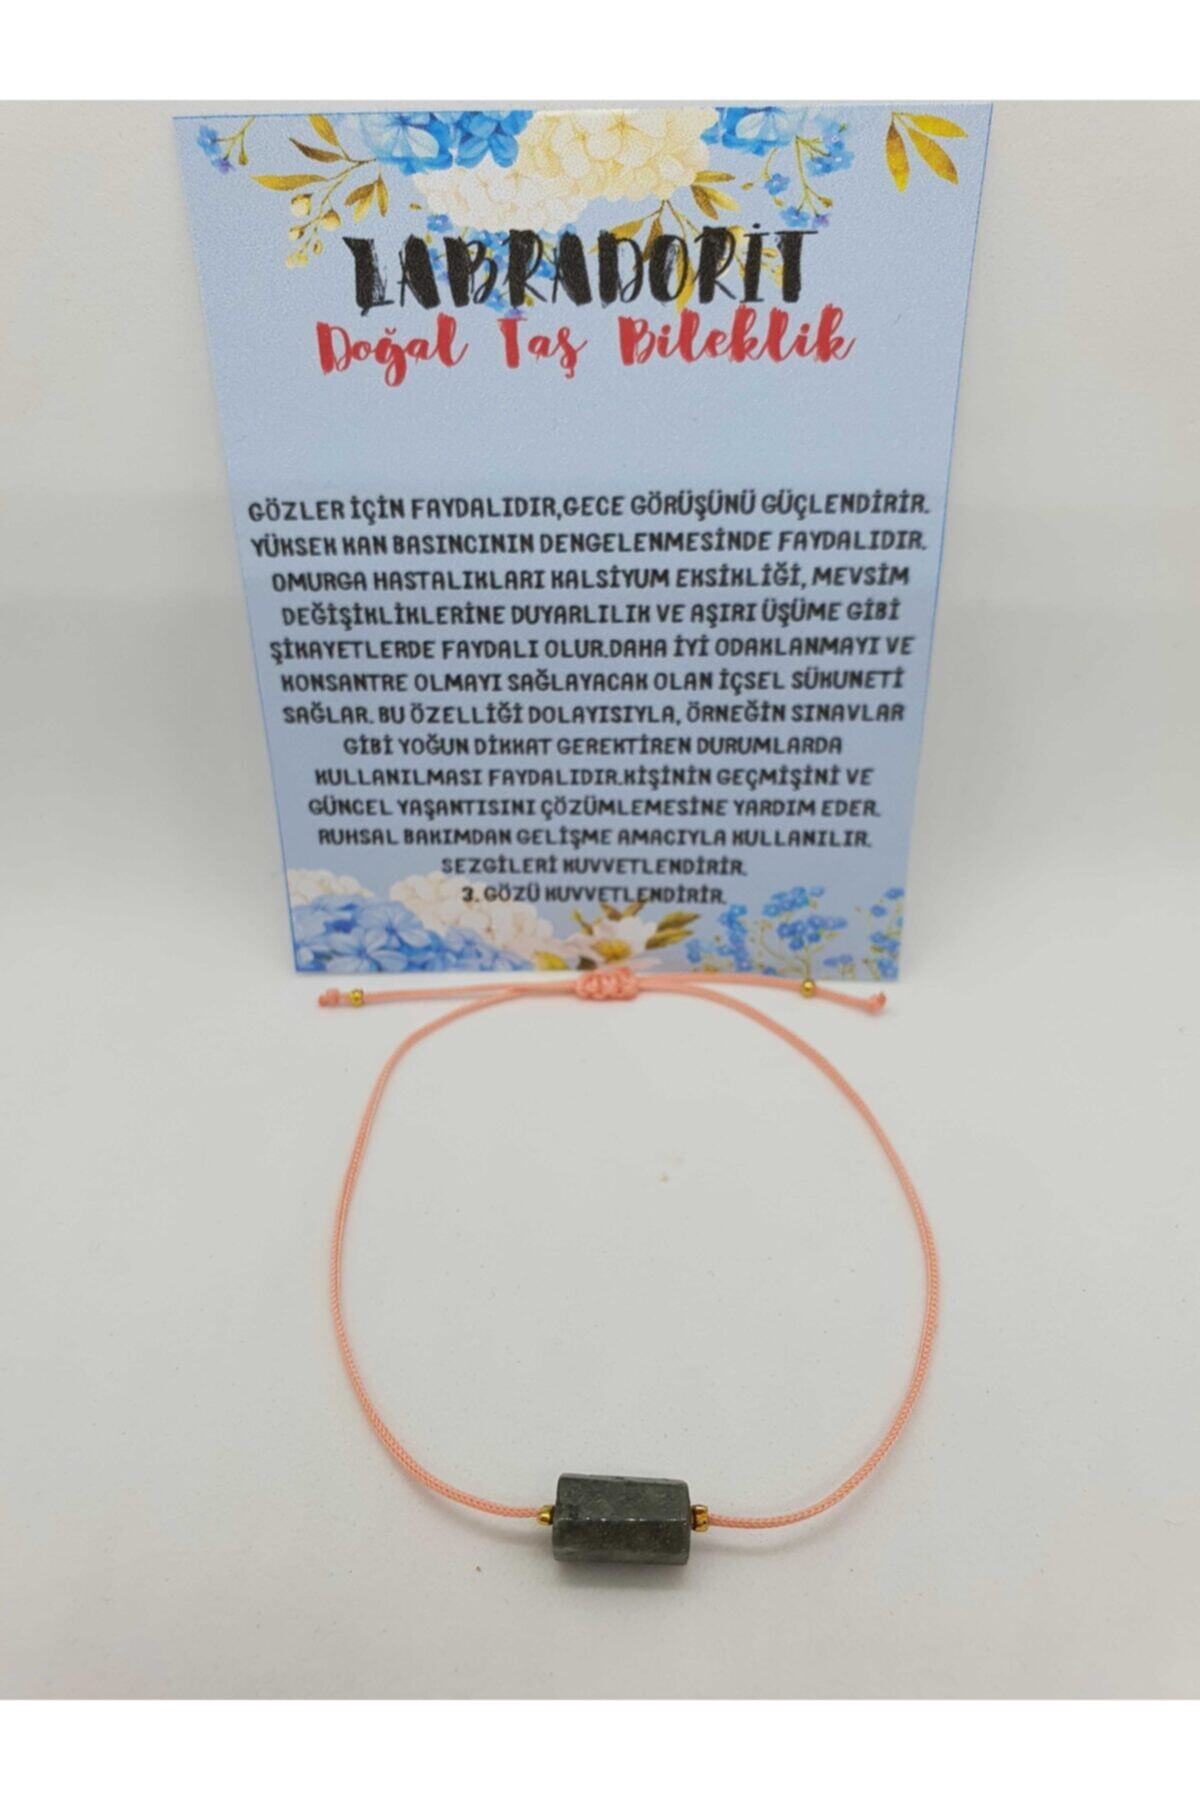 LABRADORİT
Doğal Taş Bileklik
GÖZLER İÇİN FAYDALIDIR,GECE GÖRÜŞÜNÜ GÜÇLENDİRİR.
YÜKSEK KAN BASINCININ DENGELENMESİNDE FAYDALIDIR.
OMURGA HASTALIKLARI KALSİYUM EKSİKLİĞİ, MEVSİM
DEĞİŞİKLİKLERİNE DUYARLILIK VE AŞIRI ÜŞÜME GİBİ
ŞİKAYETLERDE FAYDALI OLUR.DAHA İYİ ODAKLANMAYI VE
KONSANTRE OLMAYI SAĞLAYACAK OLAN İÇSEL SÜKUNETİ
SAĞLAR. BU ÖZELLİĞİ DOLAYISIYLA, ÖRNEĞİN SINAVLAR
GİBİ YOĞUN DİKKAT GEREKTİREN DURUMLARDA
KULLANILMASI FAYDALIDIR.KİŞİNİN GEÇMİŞİNİ VE
GÜNCEL YAŞANTISINI ÇÖZÜMLEMESİNE YARDIM EDER.
RUHSAL BAKIMDAN GELİŞME AMACIYLA KULLANILIR.
SEZGİLERİ KUVVETLENDİRİR.
3. GÖZÜ KUVVETLENDİRİR.